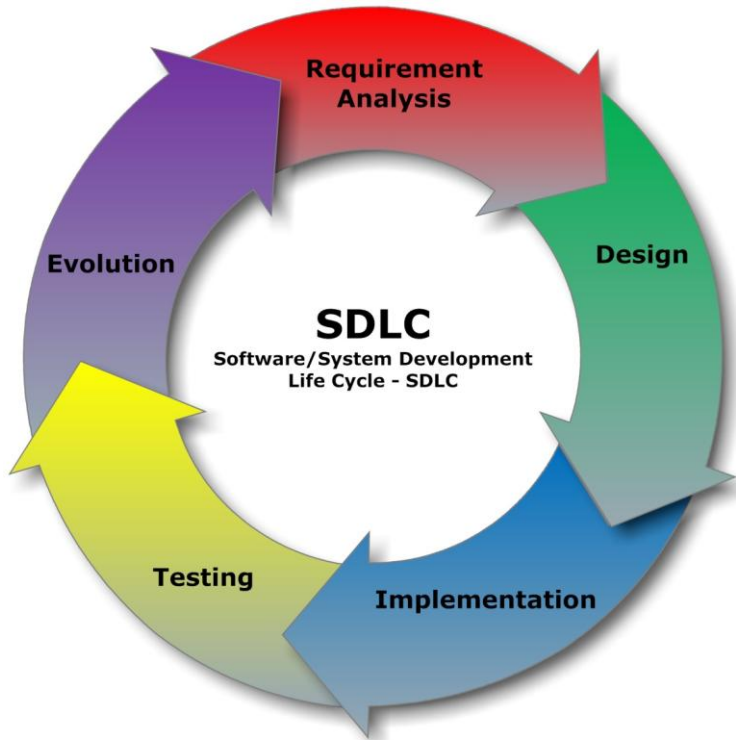 Requirement
Analysis
Design
Implementation
Testing
Evolution
SDLC
Software/System Development
Life Cycle - SDLC